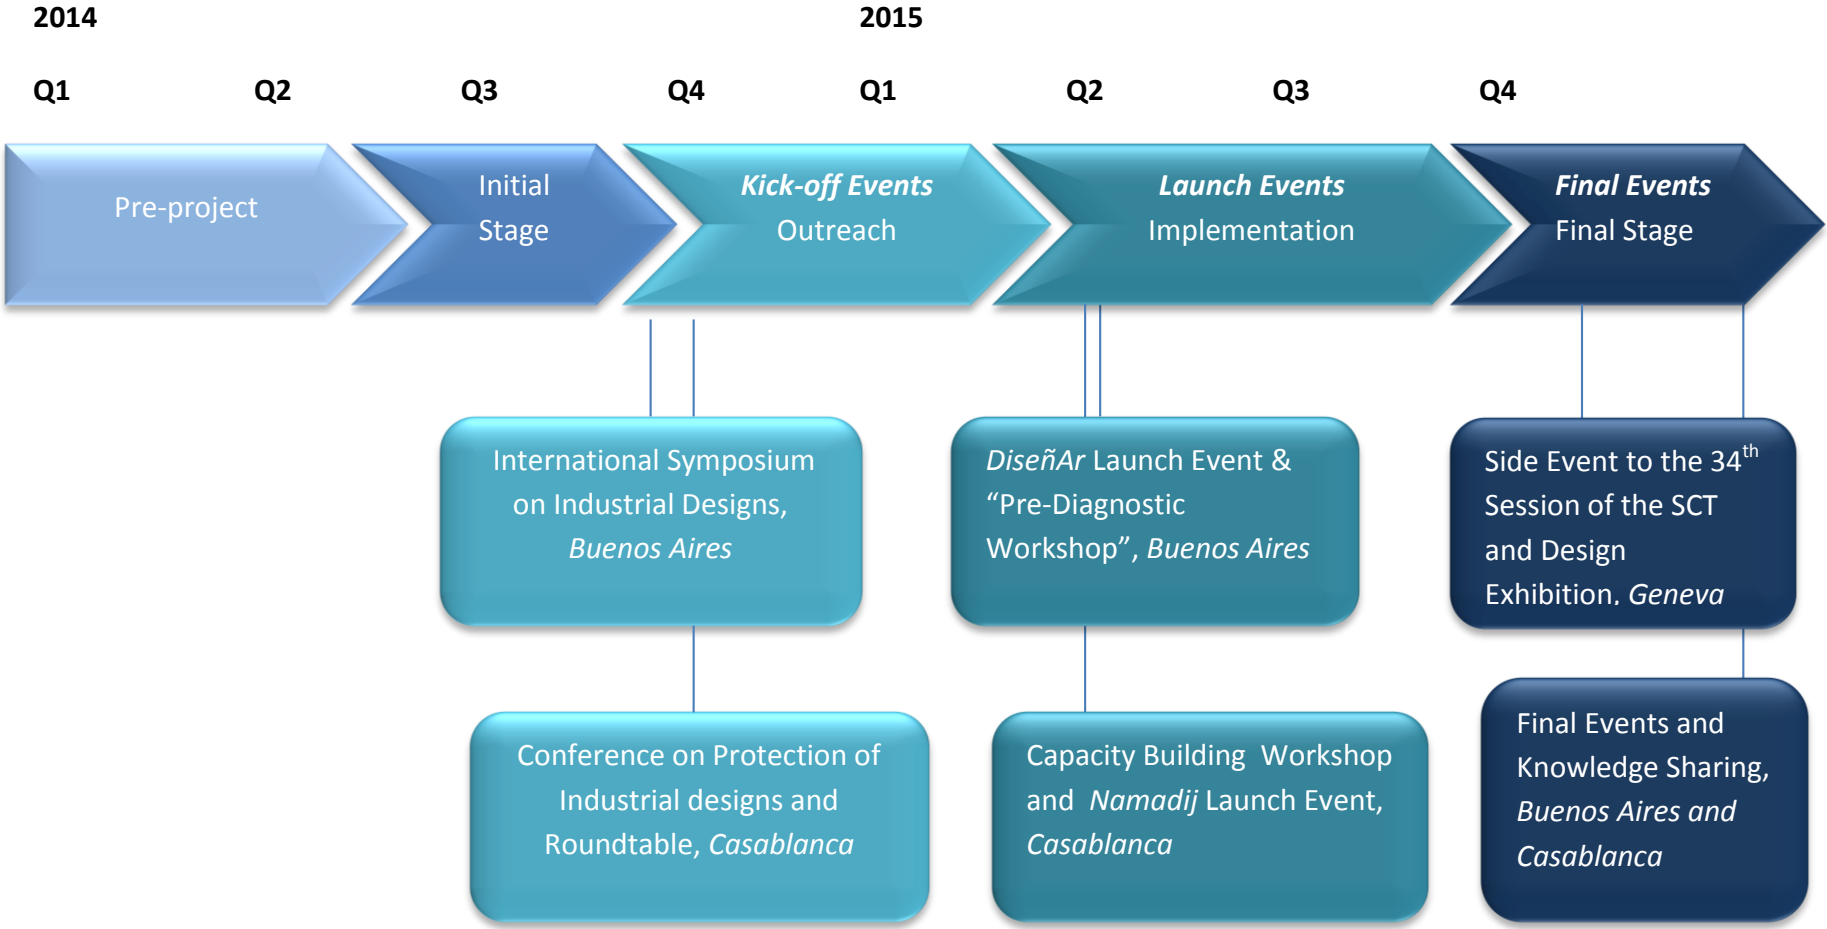 2014 2015
Q1 Q2 Q3 Q4 Q1 Q2 Q3 Q4
Pre-project
Initial
Stage
Kick-off Events
Outreach
Launch Events
Implementation
Final Events
Final Stage
International Symposium
on Industrial Designs,
Buenos Aires
DiseñAr Launch Event &
“Pre-Diagnostic
Workshop”, Buenos Aires
Side Event to the 34th
Session of the SCT
and Design
Exhibition, Geneva
Conference on Protection of
Industrial designs and
Roundtable, Casablanca
Capacity Building Workshop
and Namadij Launch Event,
Casablanca
Final Events and
Knowledge Sharing,
Buenos Aires and
Casablanca